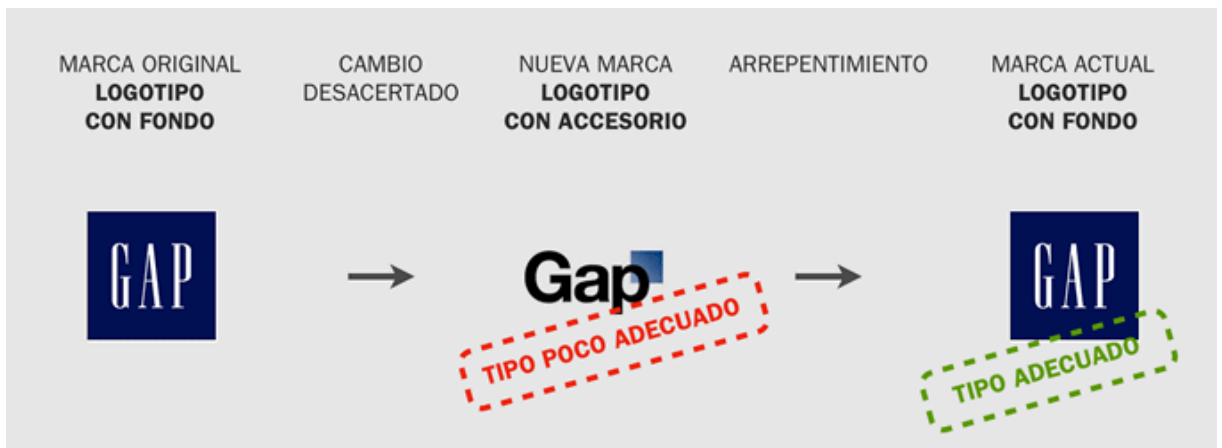 MARCA ORIGINAL
LOGOTIPO
CON FONDO
CAMBIO
DESACERTADO
NUEVA MARCA
LOGOTIPO
CON ACCESORIO
ARREPENTIMIENTO
MARCA ACTUAL
LOGOTIPO
CON FONDO
GAP
Gap
TIPO POCO ADECUADO
GAP
TIPO ADECUADO